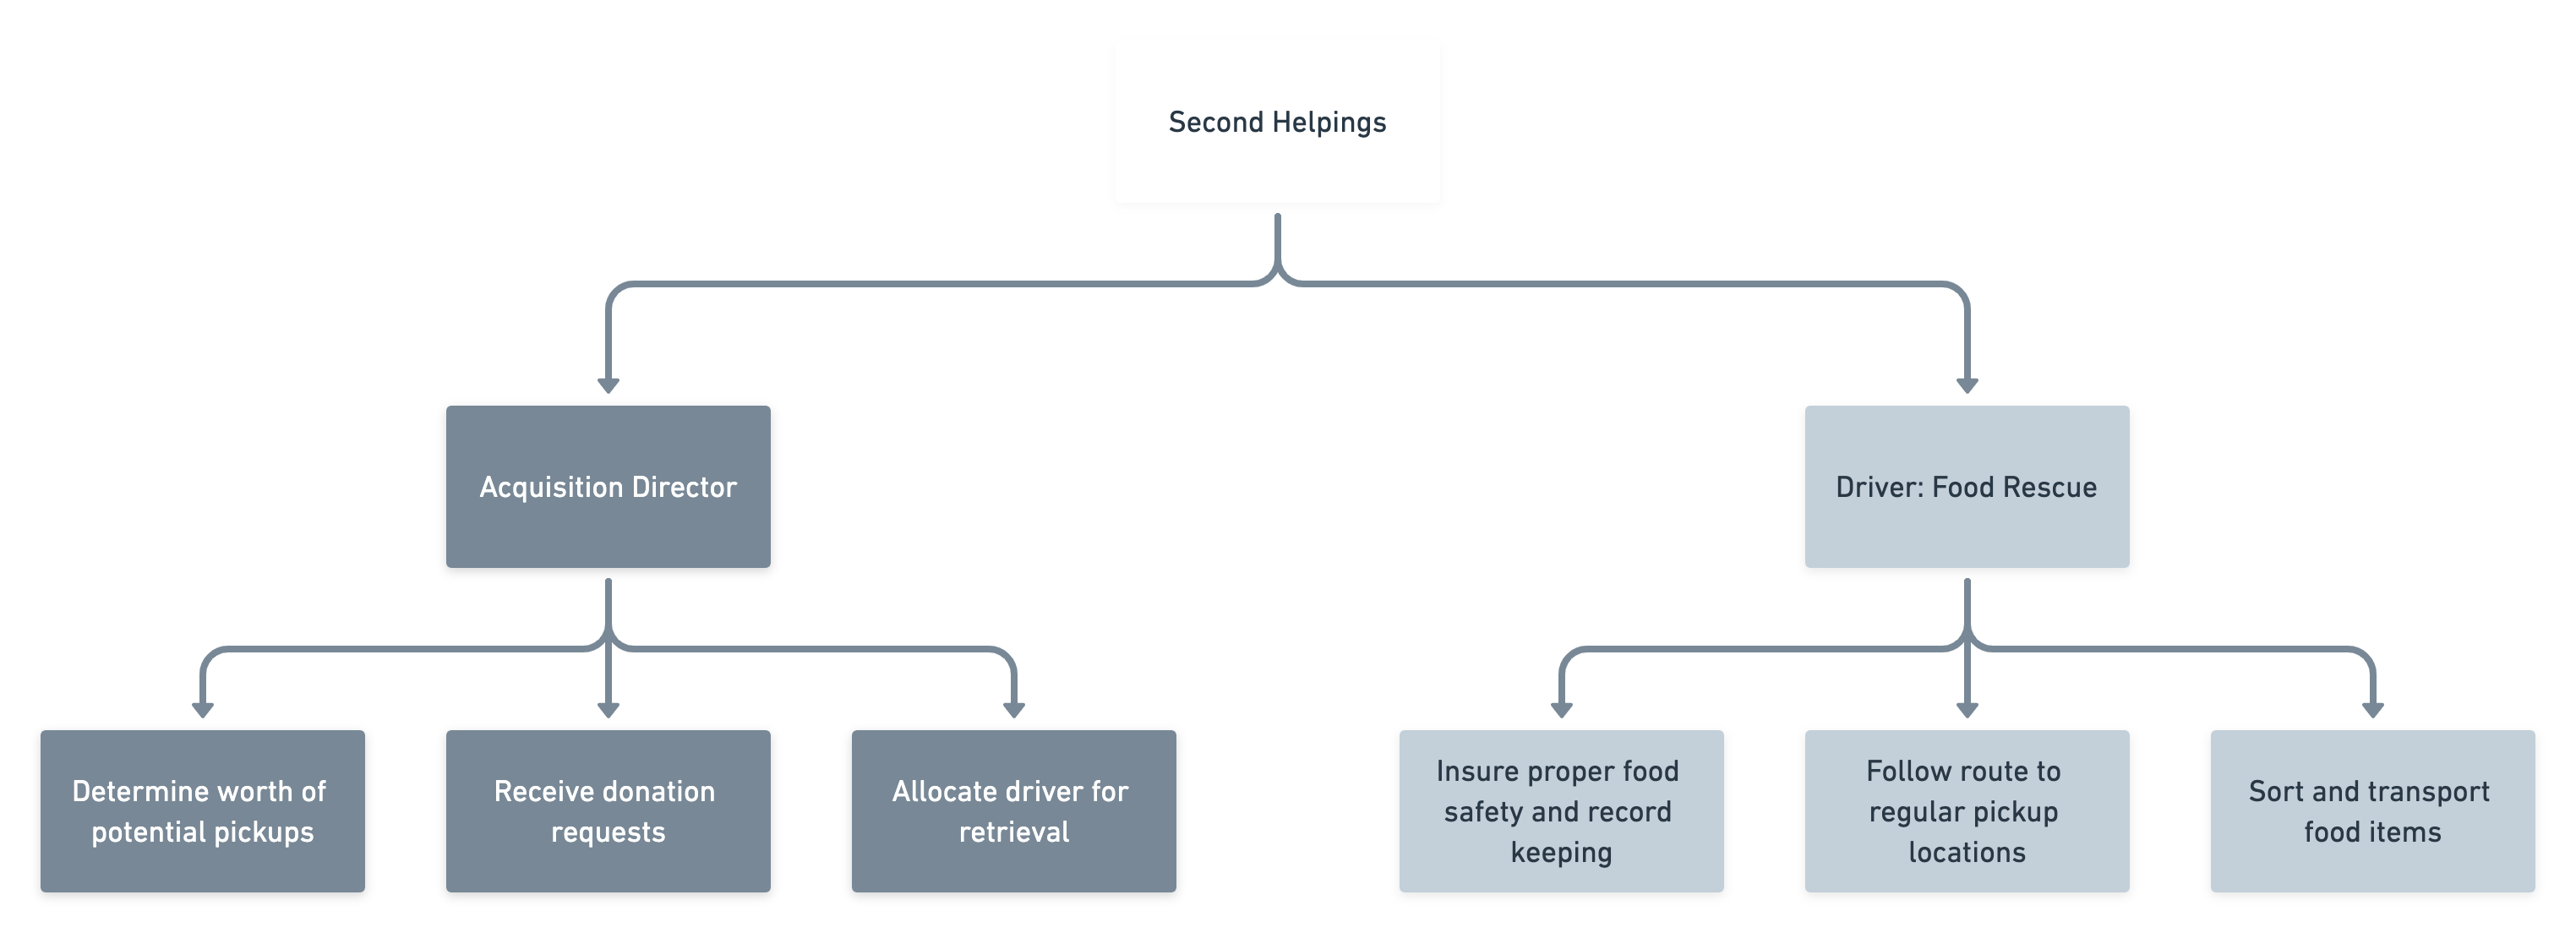 Second Helpings
Acquisition Director
Driver: Food Rescue
Determine worth of
potential pickups
Receive donation
requests
Allocate driver for
retrieval
Insure proper food
safety and record
keeping
Follow route to
regular pickup
locations
Sort and transport
food items